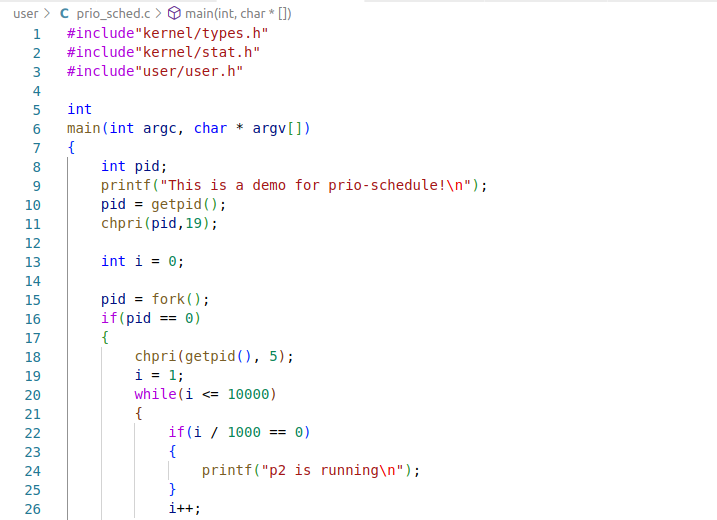 user > C prio_sched.c > main(int, char * [])
1 #include"kernel/types.h"
2 #include"kernel/stat.h"
3 #include"user/user.h"
4
5 int
6 main(int argc, char * argv[])
7 {
8     int pid;
9     printf("This is a demo for prio-schedule!\n");
10     pid = getpid();
11     chpri(pid,19);
12
13     int i = 0;
14
15     pid = fork();
16     if(pid == 0)
17     {
18         chpri(getpid(), 5);
19         i = 1;
20         while(i <= 10000)
21         {
22             if(i / 1000 == 0)
23             {
24                 printf("p2 is running\n");
25             }
26             i++;